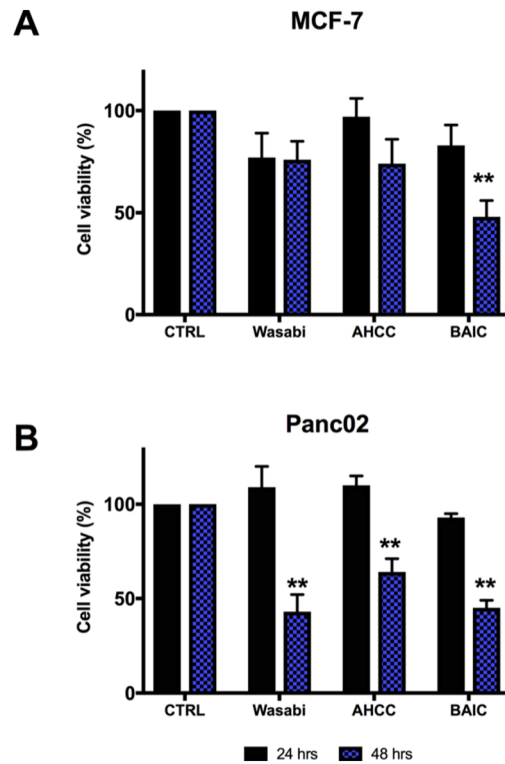 A
MCF-7
Cell viability (%)
100
50
0
**
CTRL Wasabi AHCC BAIC
B
Panc02
Cell viability (%)
100
50
0
** ** **
CTRL Wasabi AHCC BAIC
24 hrs 48 hrs